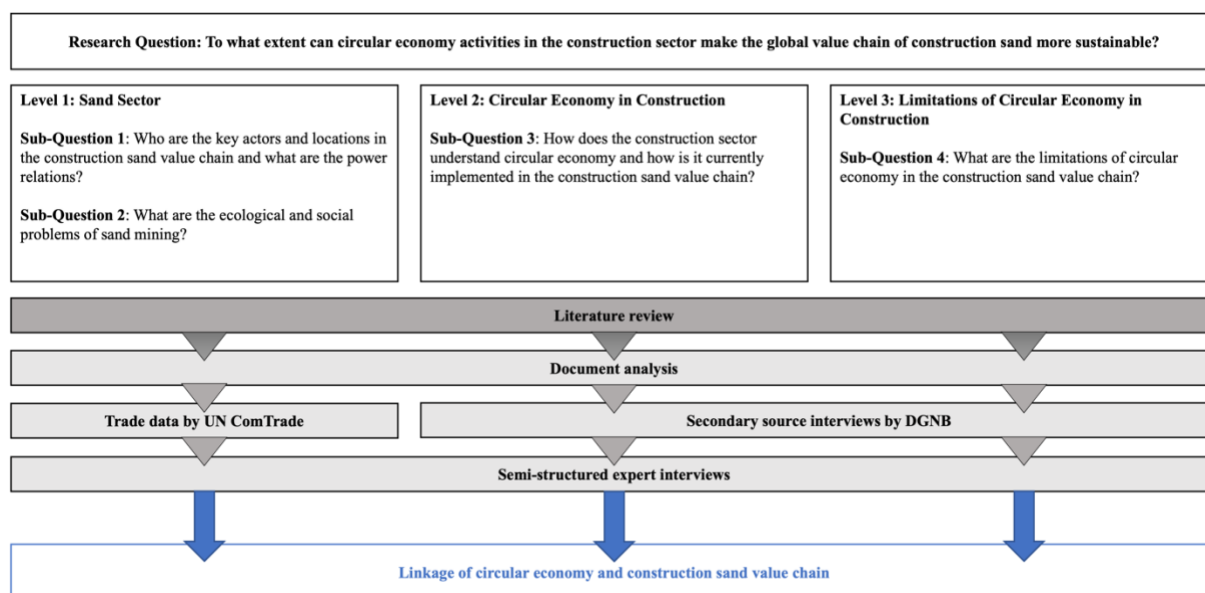 Research Question: To what extent can circular economy activities in the construction sector make the global value chain of construction sand more sustainable?
Level 1: Sand Sector
Sub-Question 1: Who are the key actors and locations in
the construction sand value chain and what are the power
relations?
Sub-Question 2: What are the ecological and social
problems of sand mining?
Level 2: Circular Economy in Construction
Sub-Question 3: How does the construction sector
understand circular economy and how is it currently
implemented in the construction sand value chain?
Level 3: Limitations of Circular Economy in
Construction
Sub-Question 4: What are the limitations of circular
economy in the construction sand value chain?
Literature review
Document analysis
Trade data by UN ComTrade
Secondary source interviews by DGNB
Semi-structured expert interviews
Linkage of circular economy and construction sand value chain